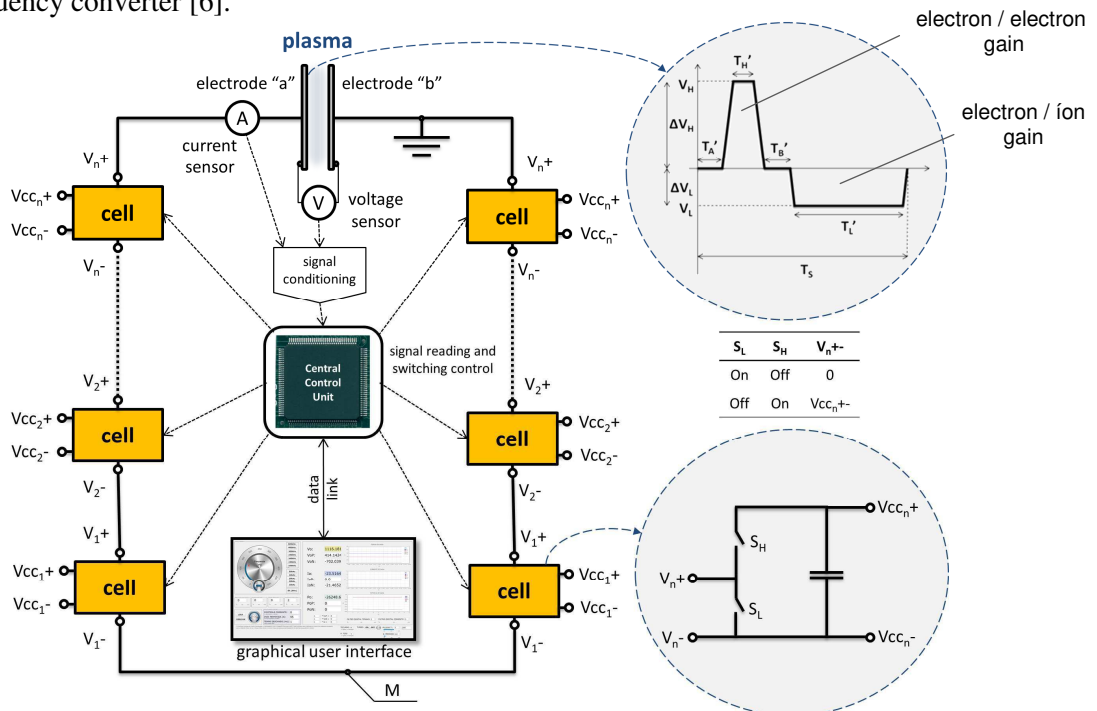 uency converter [6].
plasma
electrode “a”
electrode “b”
A
current
sensor
V
voltage
sensor
signal
conditioning
Vn+
Vccn+
Vccn-
cell
Vn-
V2+
Vcc2+
Vcc2-
cell
V2-
V1+
Vcc1+
Vcc1-
cell
V1-
Central
Control
Unit
signal reading and
switching control
data
link
graphical user interface
M
Vn+
cell
Vccn+
Vccn-
Vn-
V2+
cell
Vcc2+
Vcc2-
V2-
V1+
cell
Vcc1+
Vcc1-
V1-
electron / electron
gain
electron / íon
gain
TH'
VH
ΔVH
TA'
TB'
ΔVL
VL
TL'
TS
SL SH Vn+-
On Off 0
Off On Vccn+-
Vccn+
SH
Vn+
SL
Vn-
Vccn-